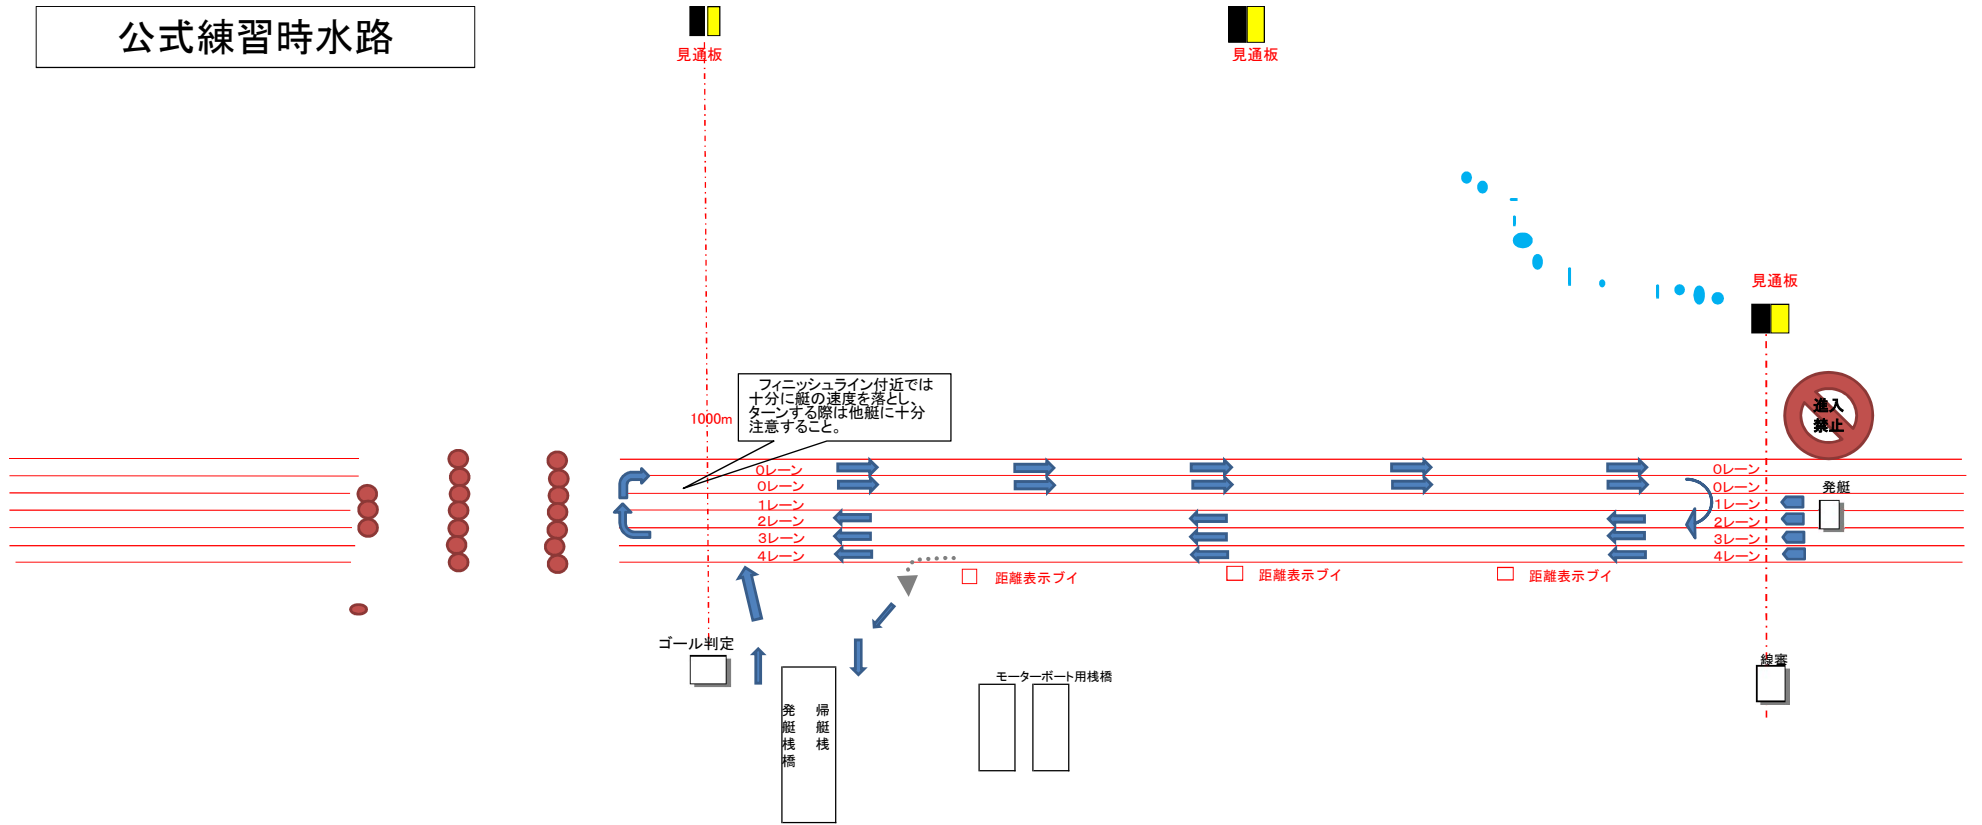 公式練習時水路
見通板
見通板
見通板
フィニッシュライン付近では
十分に艇の速度を落とし、
ターンする際は他艇に十分
注意すること。
1000m
進入
禁止
0レーン
0レーン
1レーン
2レーン
3レーン
4レーン
0レーン
0レーン
1レーン
2レーン
3レーン
4レーン
発艇
距離表示ブイ
距離表示ブイ
距離表示ブイ
ゴール判定
線審
モーターボート用桟橋
発艇桟橋
帰艇桟